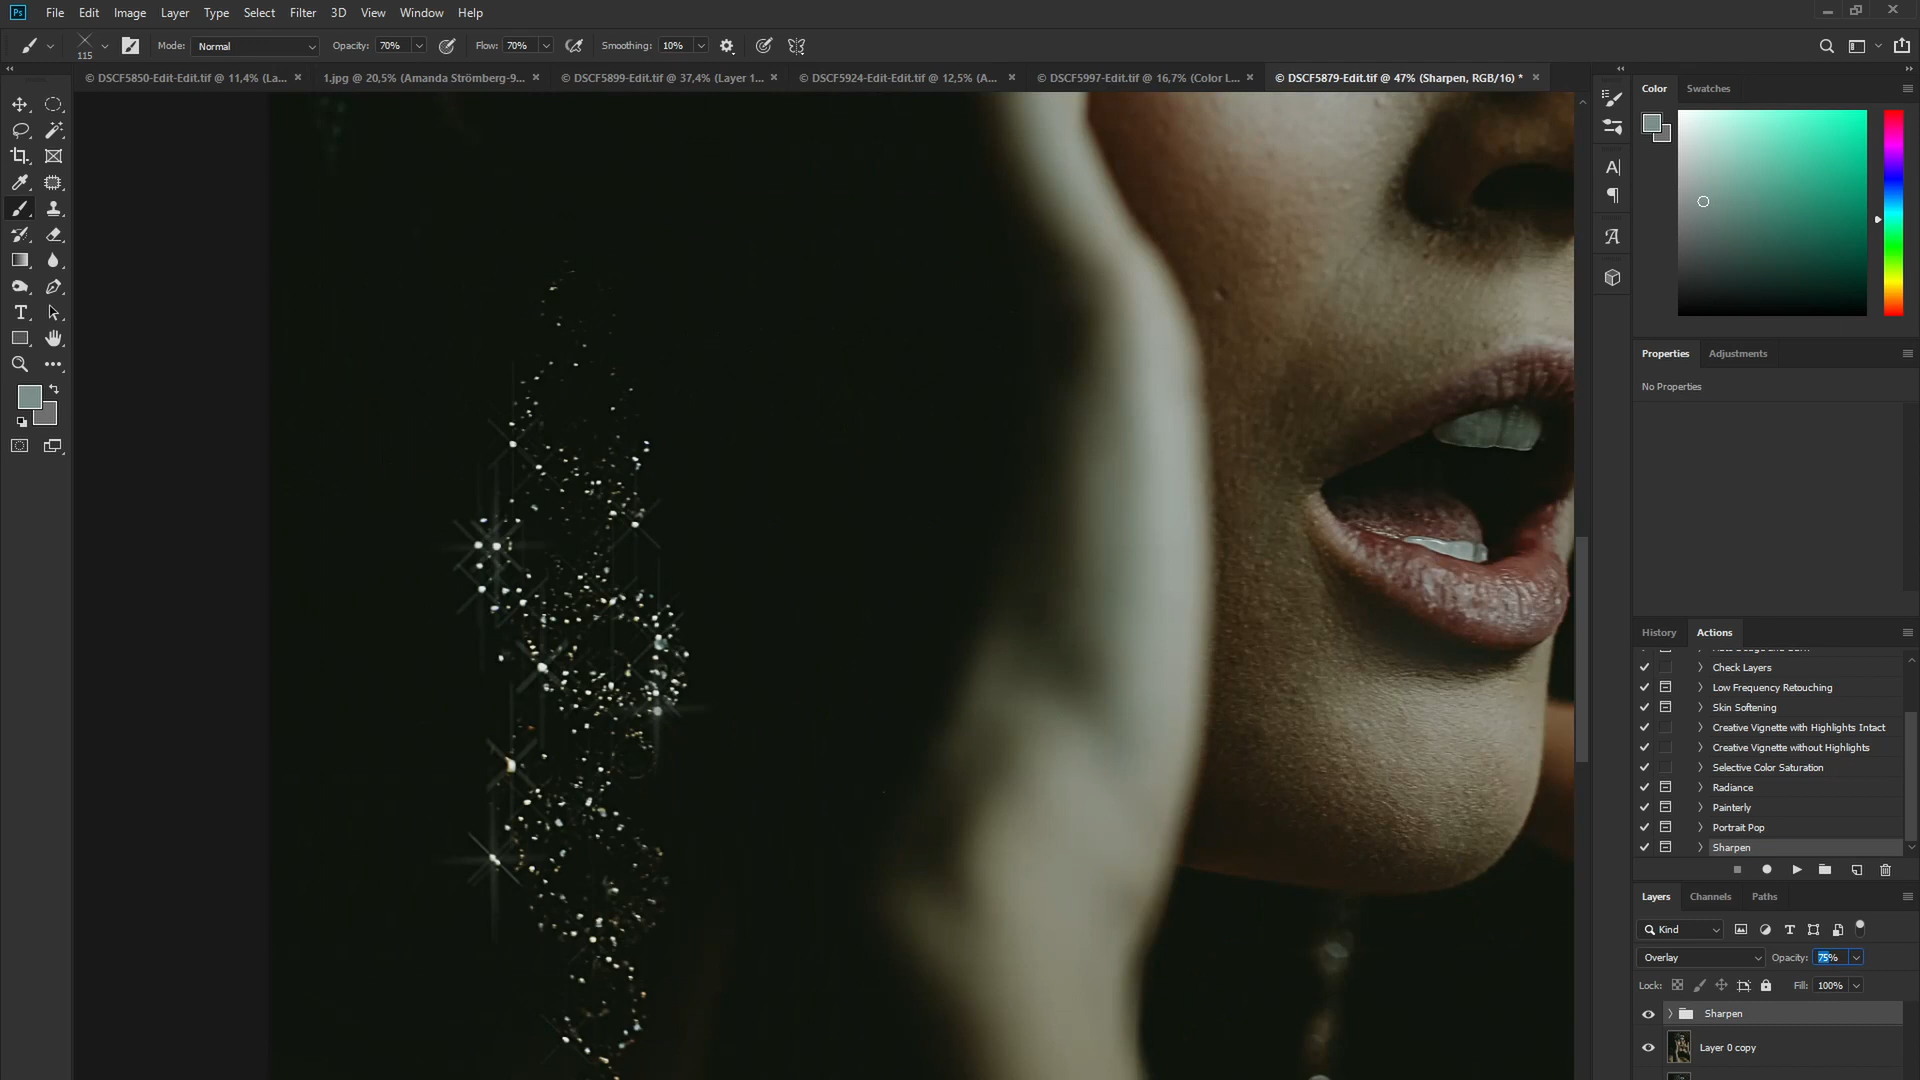 Ps File Edit Image Layer Type Select Filter 3D View Window Help
115 Mode: Normal Opacity: 70% Flow: 70% Smoothing: 10%
© DSCF5850-Edit-Edit.tif @ 11,4% (La... × 1.jpg @ 20,5% (Amanda Strömberg-9... × © DSCF5899-Edit.tif @ 37,4% (Layer 1... × © DSCF5924-Edit-Edit.tif @ 12,5% (A... × © DSCF5997-Edit.tif @ 16,7% (Color L... × © DSCF5879-Edit.tif @ 47% (Sharpen, RGB/16) * ×
Color Swatches
Properties Adjustments
No Properties
History Actions
Check Layers
Low Frequency Retouching
Skin Softening
Creative Vignette with Highlights Intact
Creative Vignette without Highlights
Selective Color Saturation
Radiance
Painterly
Portrait Pop
Sharpen
Layers Channels Paths
Kind
Overlay Opacity: 75%
Lock: Fill: 100%
Sharpen
Layer 0 copy